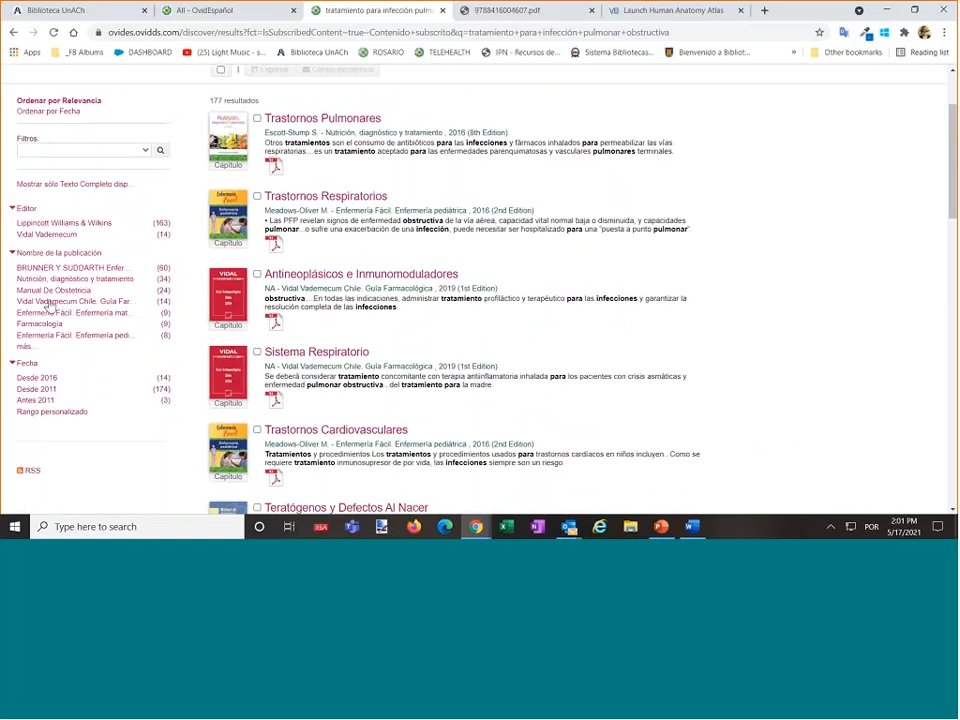 Biblioteca UnACh
All - OvidEspañol
tratamiento para infección pulm
9788416004607.pdf
Launch Human Anatomy Atlas
ovides.ovidds.com/discover/results?fct=IsSubscribedContent~true~Contenido+subscrito&q=tratamiento+para+infección+pulmonar+obstructiva
Apps
_FB Albums
DASHBOARD
(25) Light Music - s...
Biblioteca UnACh
ROSARIO
TELEHEALTH
IPN - Recursos de...
Sistema Bibliotecas...
Bienvenido a Bibliot...
»
Other bookmarks
Reading list
Exportar
Correo electrónico
Ordenar por Relevancia
Ordenar por Fecha
Filtros:
Mostrar sólo Texto Completo disp...
Editor
Lippincott Williams & Wilkins (163)
Vidal Vademecum (14)
Nombre de la publicación
BRUNNER Y SUDDARTH Enfer... (60)
Nutrición, diagnóstico y tratamiento (34)
Manual De Obstetricia (24)
Vidal Vademecum Chile. Guía Far... (14)
Enfermería Fácil. Enfermería mat... (9)
Farmacología (9)
Enfermería Fácil. Enfermería pedi... (8)
más...
Fecha
Desde 2016 (14)
Desde 2011 (174)
Antes 2011 (3)
Rango personalizado
RSS
177 resultados
Trastornos Pulmonares
Escott-Stump S. - Nutrición, diagnóstico y tratamiento , 2016 (8th Edition)
Otros tratamientos son el consumo de antibióticos para las infecciones y fármacos inhalados para permeabilizar las vías
respiratorias....es un tratamiento aceptado para las enfermedades parenquimatosas y vasculares pulmonares terminales.
Capítulo
Trastornos Respiratorios
Meadows-Oliver M. - Enfermería Fácil. Enfermería pediátrica , 2016 (2nd Edition)
• Las PFP revelan signos de enfermedad obstructiva de la vía aérea, capacidad vital normal baja o disminuida, y capacidades
pulmonar...o sufre una exacerbación de una infección, puede necesitar ser hospitalizado para una "puesta a punto pulmonar".
Capítulo
Antineoplásicos e Inmunomoduladores
NA - Vidal Vademecum Chile. Guía Farmacológica , 2019 (1st Edition)
obstructiva....En todas las indicaciones, administrar tratamiento profiláctico y terapéutico para las infecciones y garantizar la
resolución completa de las infecciones
VIDAL
Capítulo
Sistema Respiratorio
NA - Vidal Vademecum Chile. Guía Farmacológica , 2019 (1st Edition)
Se deberá considerar tratamiento concomitante con terapia antiinflamatoria inhalada para los pacientes con crisis asmáticas y
enfermedad pulmonar obstructiva...del tratamiento para la madre.
VIDAL
Capítulo
Trastornos Cardiovasculares
Meadows-Oliver M. - Enfermería Fácil. Enfermería pediátrica , 2016 (2nd Edition)
Tratamientos y procedimientos Los tratamientos y procedimientos usados para trastornos cardíacos en niños incluyen...Como se
requiere tratamiento inmunosupresor de por vida, las infecciones siempre son un riesgo
Capítulo
Teratógenos y Defectos Al Nacer
Type here to search
RSA
POR
2:01 PM
5/17/2021